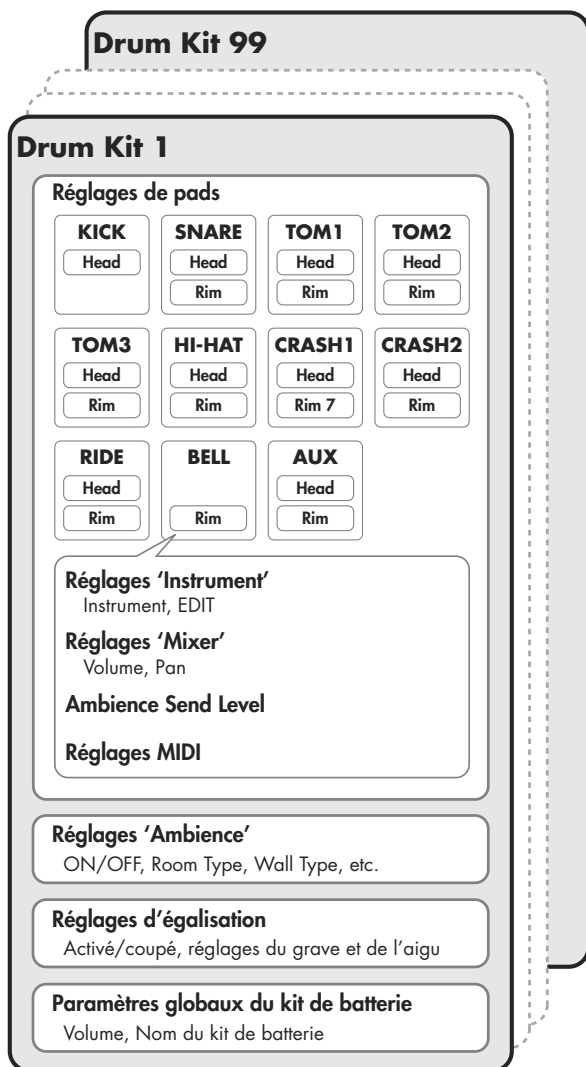 Drum Kit 99
Drum Kit 1
Réglages de pads
KICK SNARE TOM1 TOM2
Head Head Head Head
Rim Rim Rim
TOM3 HI-HAT CRASH1 CRASH2
Head Head Head Head
Rim Rim Rim 7 Rim
RIDE BELL AUX
Head Head
Rim Rim Rim
Réglages ‘Instrument’
Instrument, EDIT
Réglages ‘Mixer’
Volume, Pan
Ambience Send Level
Réglages MIDI
Réglages ‘Ambience’
ON/OFF, Room Type, Wall Type, etc.
Réglages d’égalisation
Activé/coupé, réglages du grave et de l’aigu
Paramètres globaux du kit de batterie
Volume, Nom du kit de batterie